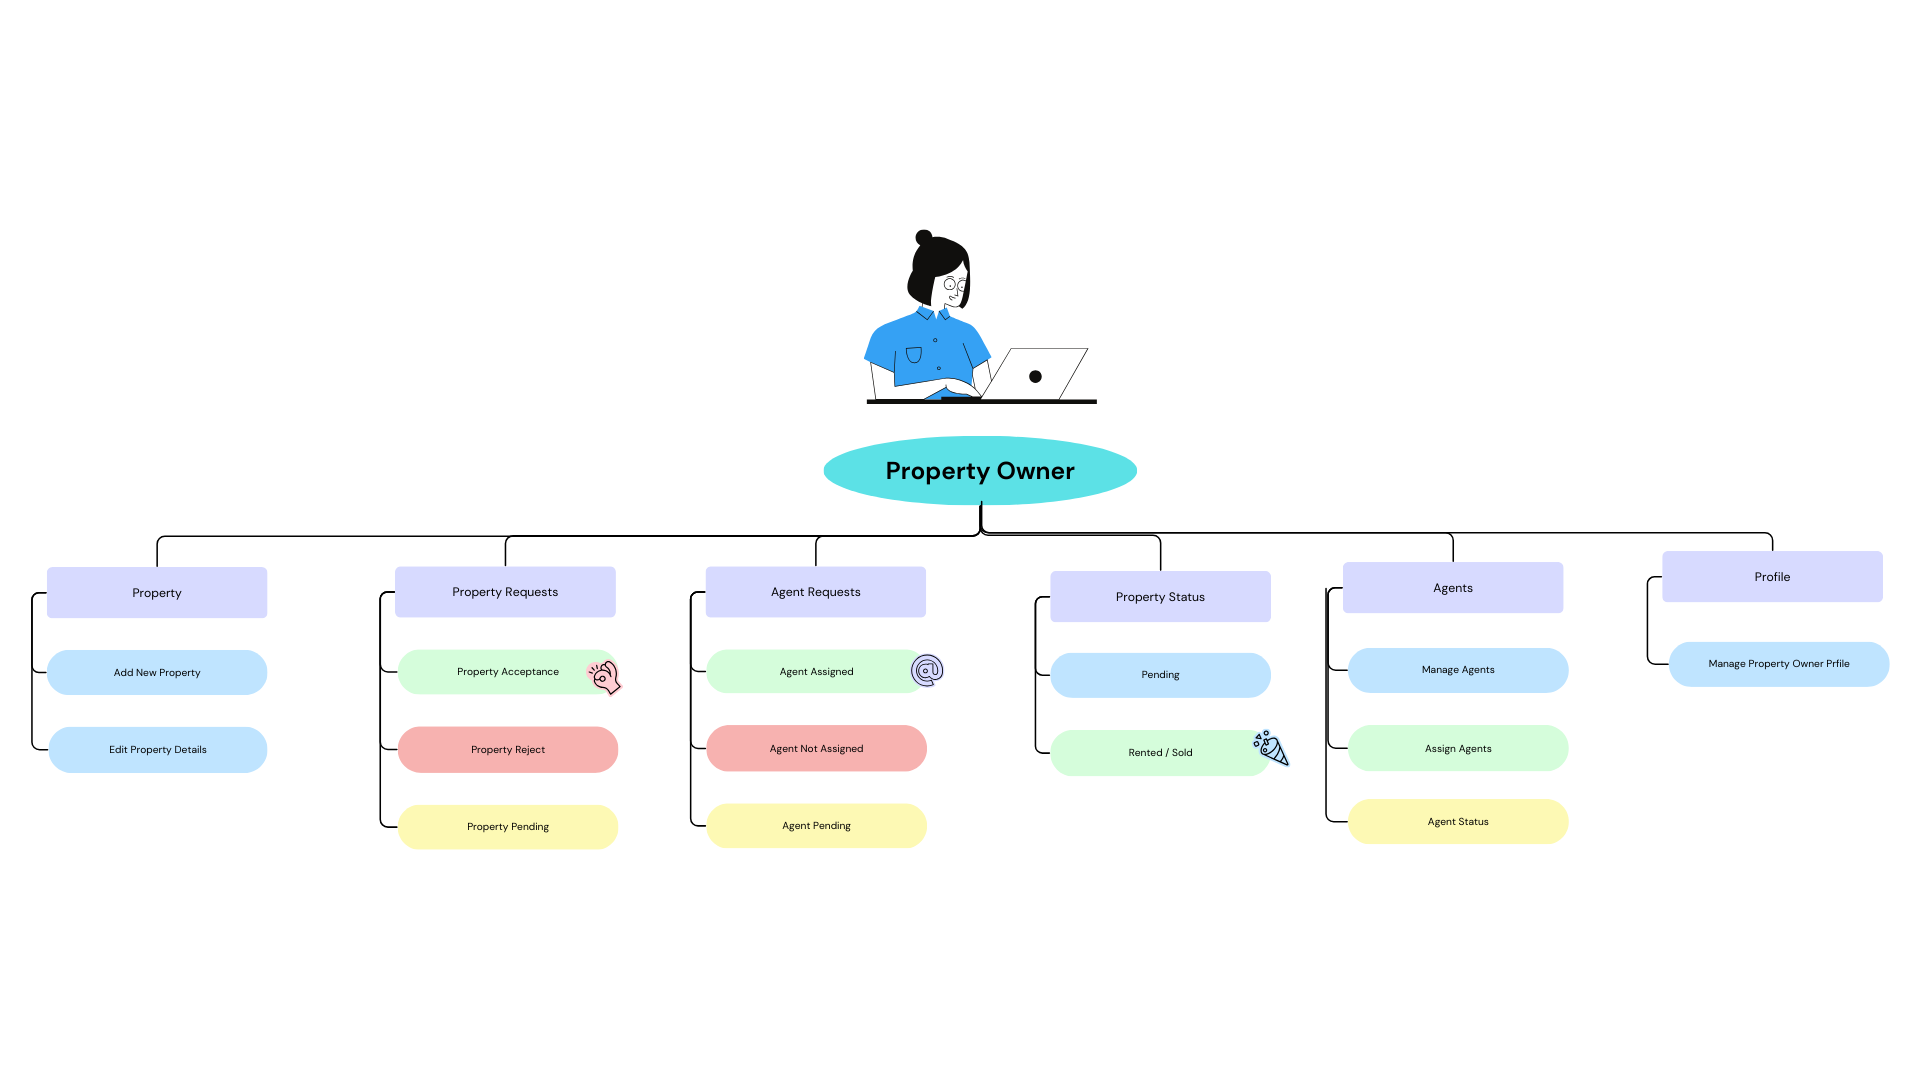 Property Owner
Property
Property Requests
Agent Requests
Property Status
Agents
Profile
Add New Property
Property Acceptance
Agent Assigned
Pending
Manage Agents
Manage Property Owner Prfile
Edit Property Details
Property Reject
Agent Not Assigned
Rented / Sold
Assign Agents
Property Pending
Agent Pending
Agent Status